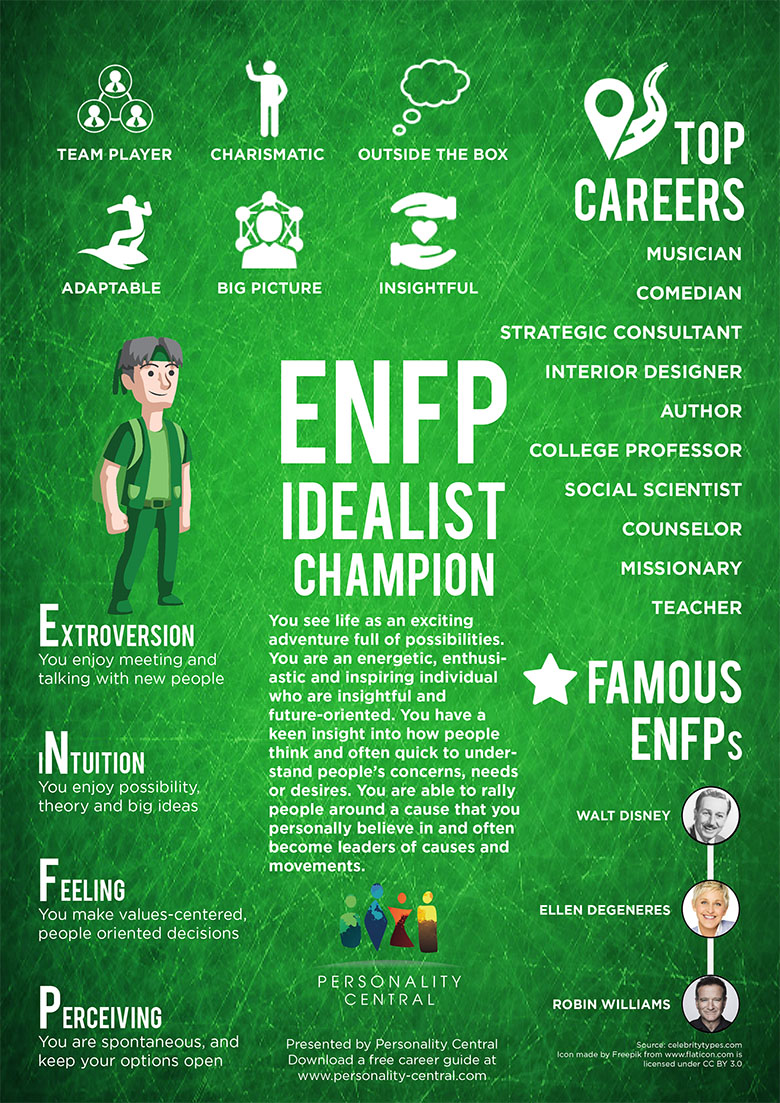 TEAM PLAYER
CHARISMATIC
OUTSIDE THE BOX
ADAPTABLE
BIG PICTURE
INSIGHTFUL
TOP
CAREERS
MUSICIAN
COMEDIAN
STRATEGIC CONSULTANT
INTERIOR DESIGNER
AUTHOR
COLLEGE PROFESSOR
SOCIAL SCIENTIST
COUNSELOR
MISSIONARY
TEACHER
ENFP
IDEALIST
CHAMPION
You see life as an exciting
adventure full of possibilities.
You are an energetic, enthusi-
astic and inspiring individual
who are insightful and
future-oriented. You have a
keen insight into how people
think and often quick to under-
stand people's concerns, needs
or desires. You are able to rally
people around a cause that you
personally believe in and often
become leaders of causes and
movements.
EXTROVERSION
You enjoy meeting and
talking with new people
INTUITION
You enjoy possibility,
theory and big ideas
FEELING
You make values-centered,
people oriented decisions
PERCEIVING
You are spontaneous, and
keep your options open
FAMOUS
ENFPS
WALT DISNEY
ELLEN DEGENERES
ROBIN WILLIAMS
PERSONALITY
CENTRAL
Presented by Personality Central
Download a free career guide at
www.personality-central.com
Source: celebritytypes.com
Icon made by Freepik from www.flaticon.com is
licensed under CC BY 3.0